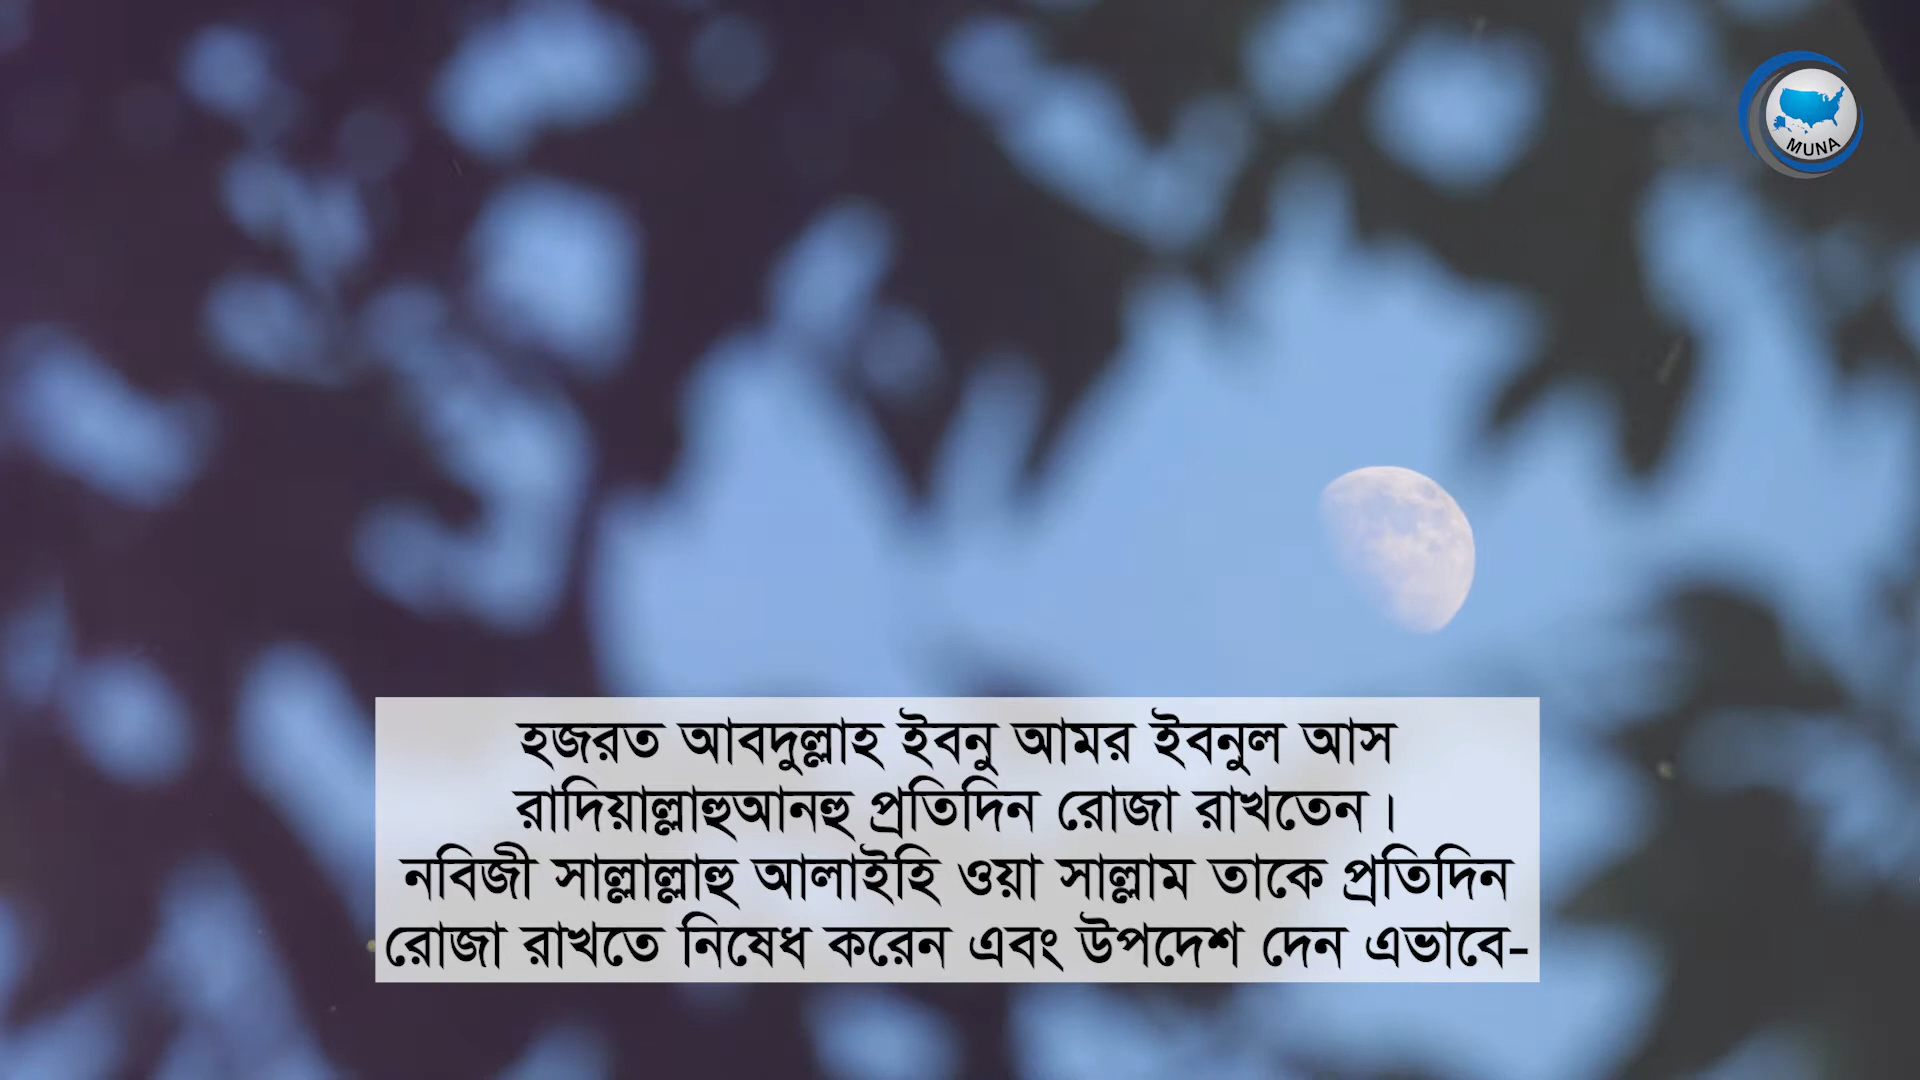 MUNA
হজরত আবদুল্লাহ ইবনু আমর ইবনুল আস
রাদিয়াল্লাহুআনহু প্রতিদিন রোজা রাখতেন।
নবিজী সাল্লাল্লাহু আলাইহি ওয়া সাল্লাম তাকে প্রতিদিন
রোজা রাখতে নিষেধ করেন এবং উপদেশ দেন এভাবে-